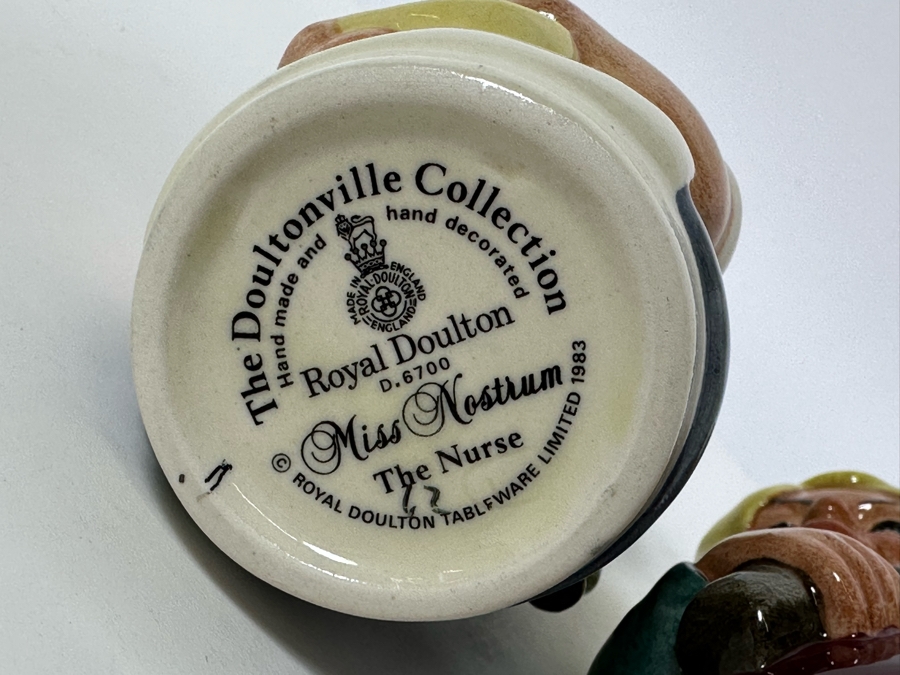 The Doultonville Collection
Hand made and hand decorated
MADE IN ENGLAND
ROYAL·DOULTON
ENGLAND
Royal Doulton
D.6700
Miss Nostrum
The Nurse
© ROYAL DOULTON TABLEWARE LIMITED 1983